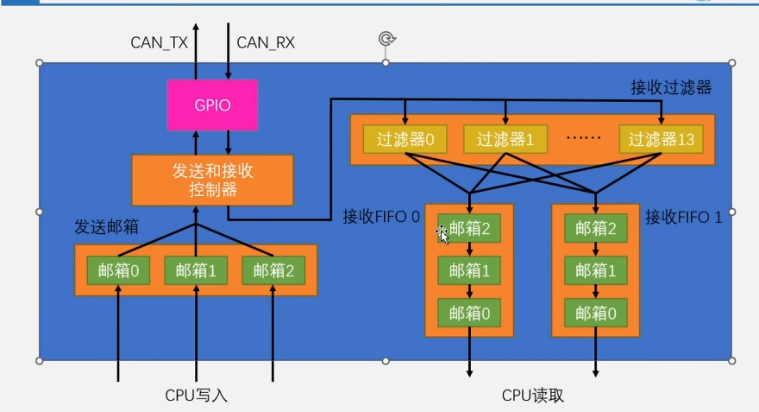 CAN_TX
CAN_RX
GPIO
接收过滤器
过滤器0
过滤器1
……
过滤器13
发送和接收
控制器
发送邮箱
邮箱0
邮箱1
邮箱2
接收FIFO 0
邮箱2
邮箱1
邮箱0
接收FIFO 1
邮箱2
邮箱1
邮箱0
CPU写入
CPU读取